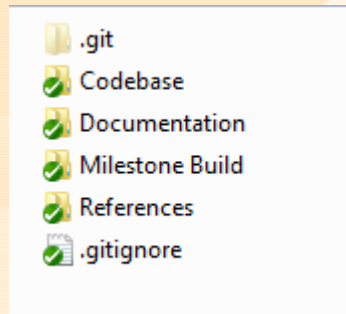 .git
Codebase
Documentation
Milestone Build
References
.gitignore